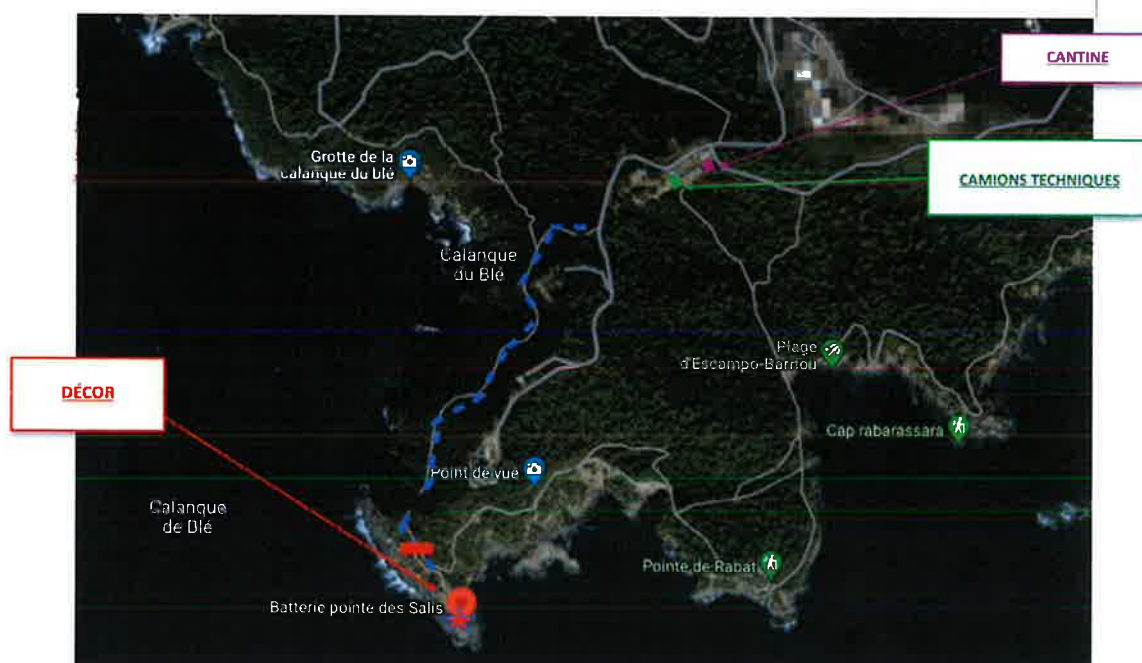 CANTINE
Grotte de la
calanque du blé
CAMIONS TECHNIQUES
Calanque
du Blé
Plage
d'Escampo-Barriou
DÉCOR
Cap rabarassara
Point de vue
Calanque
de Blé
Pointe de Rabat
Batterie pointe des Salis